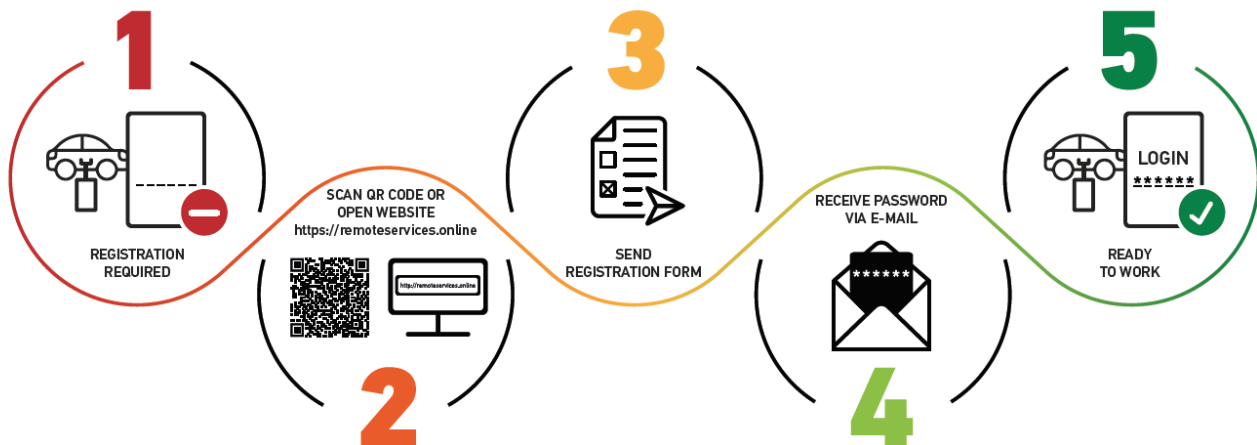 1
REGISTRATION
REQUIRED
SCAN QR CODE OR
OPEN WEBSITE
https://remoteservices.online
http://remoteservices.online
2
3
SEND
REGISTRATION FORM
RECEIVE PASSWORD
VIA E-MAIL
******
4
5
LOGIN
******
READY
TO WORK